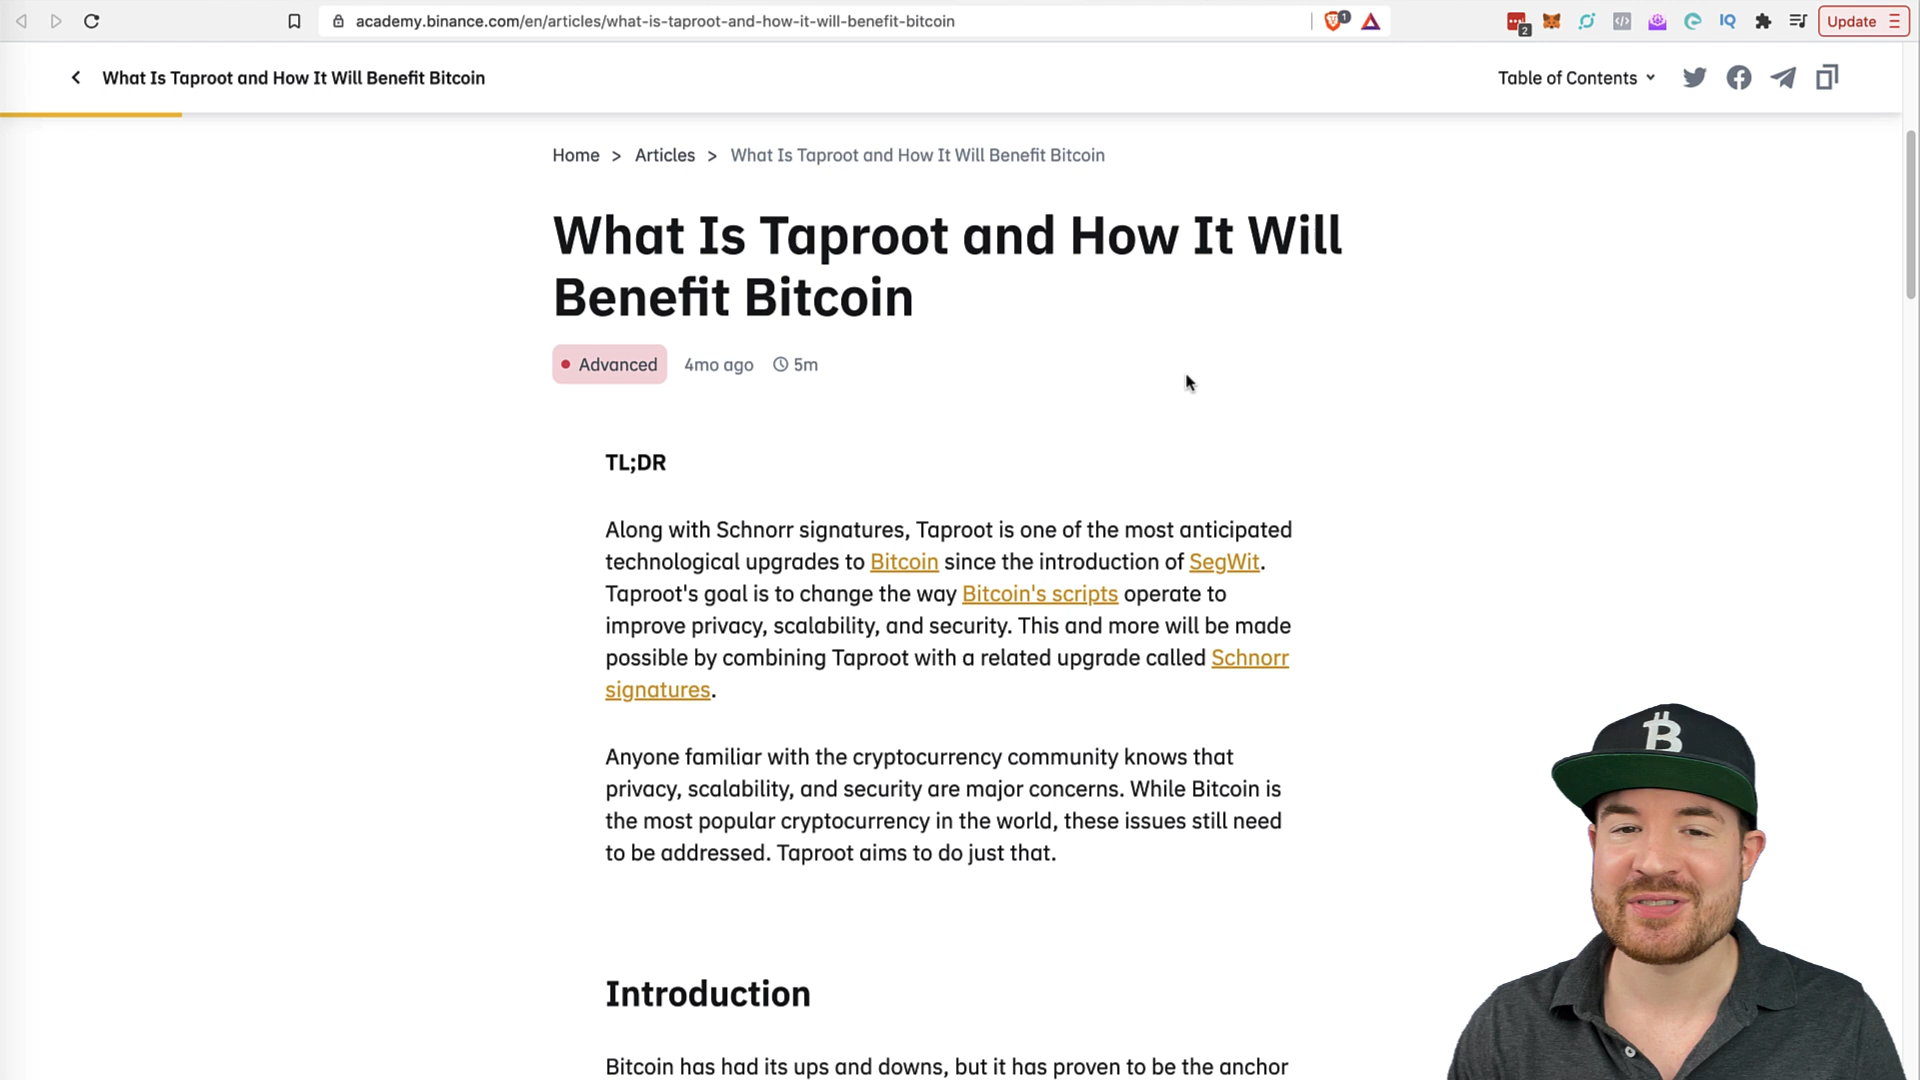 academy.binance.com/en/articles/what-is-taproot-and-how-it-will-benefit-bitcoin
1
2
IQ
Update
What Is Taproot and How It Will Benefit Bitcoin
Table of Contents
Home > Articles > What Is Taproot and How It Will Benefit Bitcoin
What Is Taproot and How It Will
Benefit Bitcoin
Advanced 4mo ago 5m
TL;DR
Along with Schnorr signatures, Taproot is one of the most anticipated
technological upgrades to Bitcoin since the introduction of SegWit.
Taproot's goal is to change the way Bitcoin's scripts operate to
improve privacy, scalability, and security. This and more will be made
possible by combining Taproot with a related upgrade called Schnorr
signatures.
Anyone familiar with the cryptocurrency community knows that
privacy, scalability, and security are major concerns. While Bitcoin is
the most popular cryptocurrency in the world, these issues still need
to be addressed. Taproot aims to do just that.
Introduction
Bitcoin has had its ups and downs, but it has proven to be the anchor